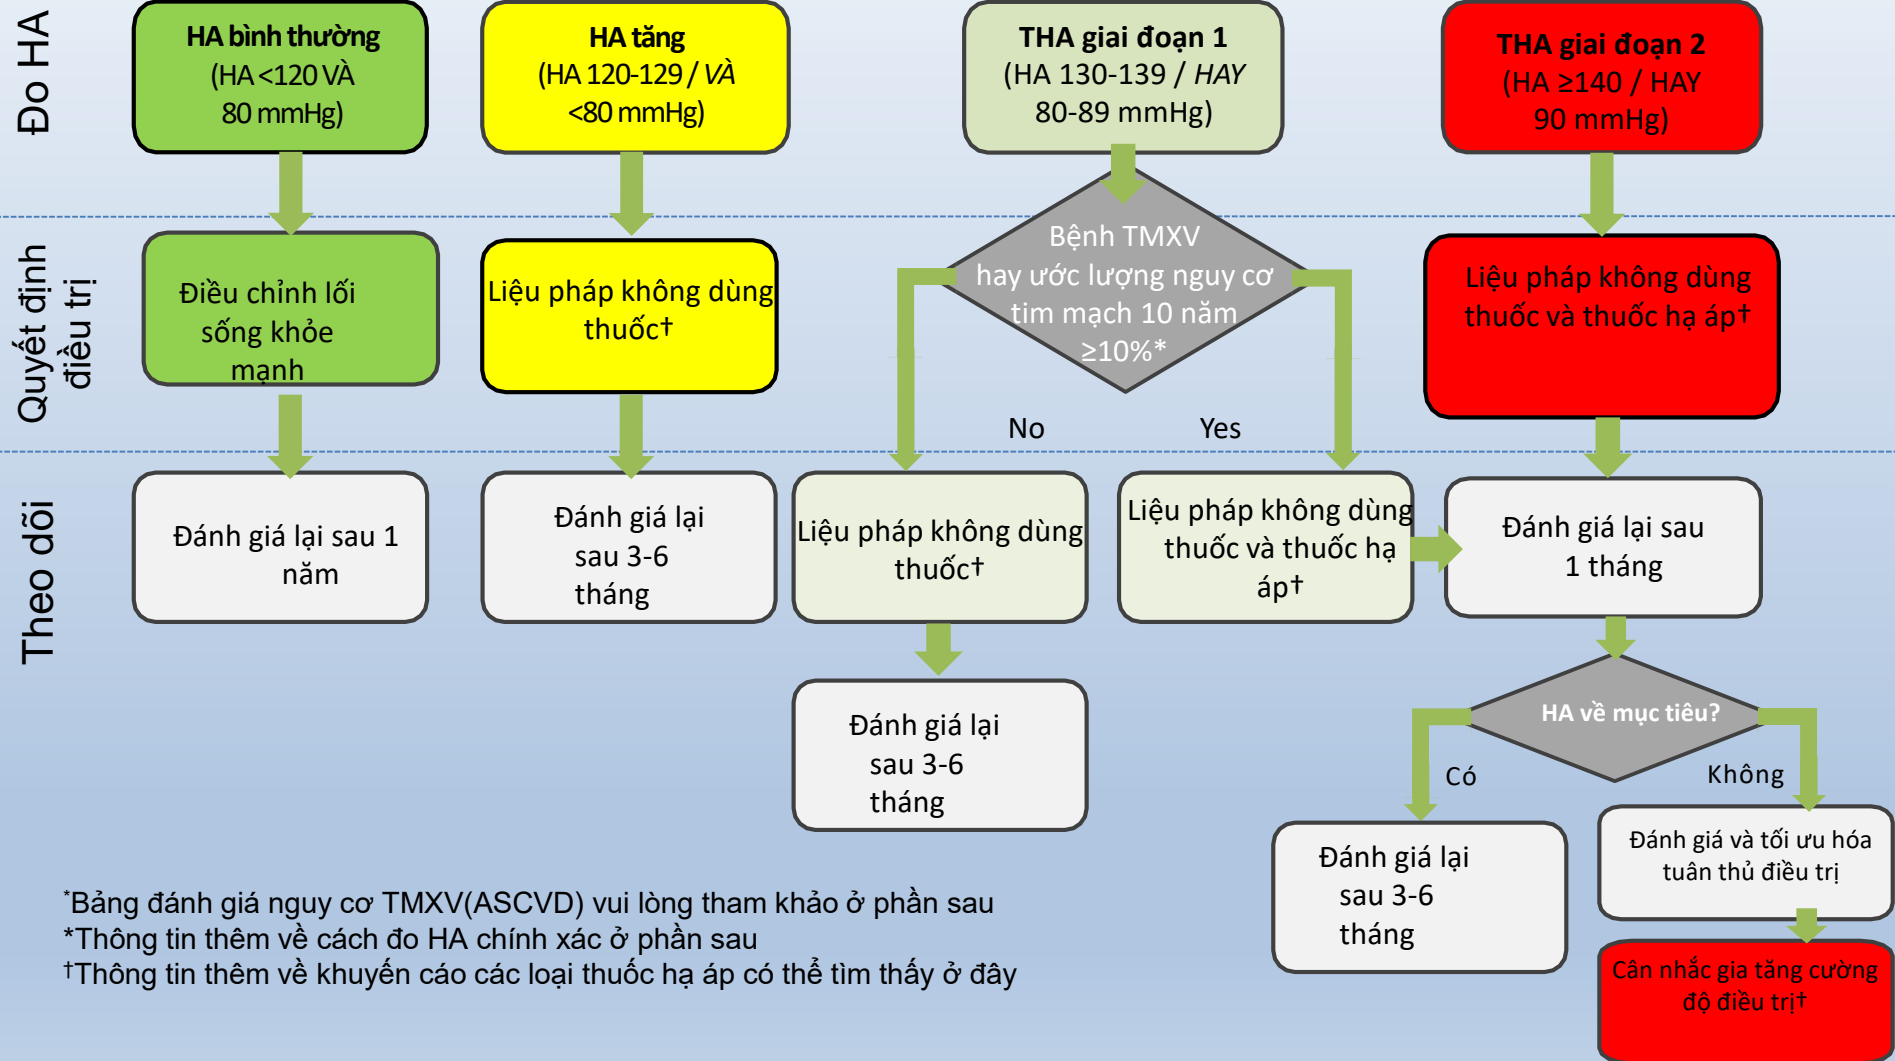 Đo HA
HA bình thường
(HA <120 VÀ
80 mmHg)
HA tăng
(HA 120-129 / VÀ
<80 mmHg)
THA giai đoạn 1
(HA 130-139 / HAY
80-89 mmHg)
THA giai đoạn 2
(HA ≥140 / HAY
90 mmHg)
Quyết định
điều trị
Điều chỉnh lối
sống khỏe
mạnh
Liệu pháp không dùng
thuốc†
Bệnh TMXV
hay ước lượng nguy cơ
tim mạch 10 năm
≥10%*
Liệu pháp không dùng
thuốc và thuốc hạ áp†
No
Yes
Theo dõi
Đánh giá lại sau 1
năm
Đánh giá lại
sau 3-6
tháng
Liệu pháp không dùng
thuốc†
Liệu pháp không dùng
thuốc và thuốc hạ
áp†
Đánh giá lại sau
1 tháng
Đánh giá lại
sau 3-6
tháng
HA về mục tiêu?
Có
Không
Đánh giá lại
sau 3-6
tháng
Đánh giá và tối ưu hóa
tuân thủ điều trị
Cân nhắc gia tăng cường
độ điều trị†
*Bảng đánh giá nguy cơ TMXV(ASCVD) vui lòng tham khảo ở phần sau
*Thông tin thêm về cách đo HA chính xác ở phần sau
†Thông tin thêm về khuyến cáo các loại thuốc hạ áp có thể tìm thấy ở đây